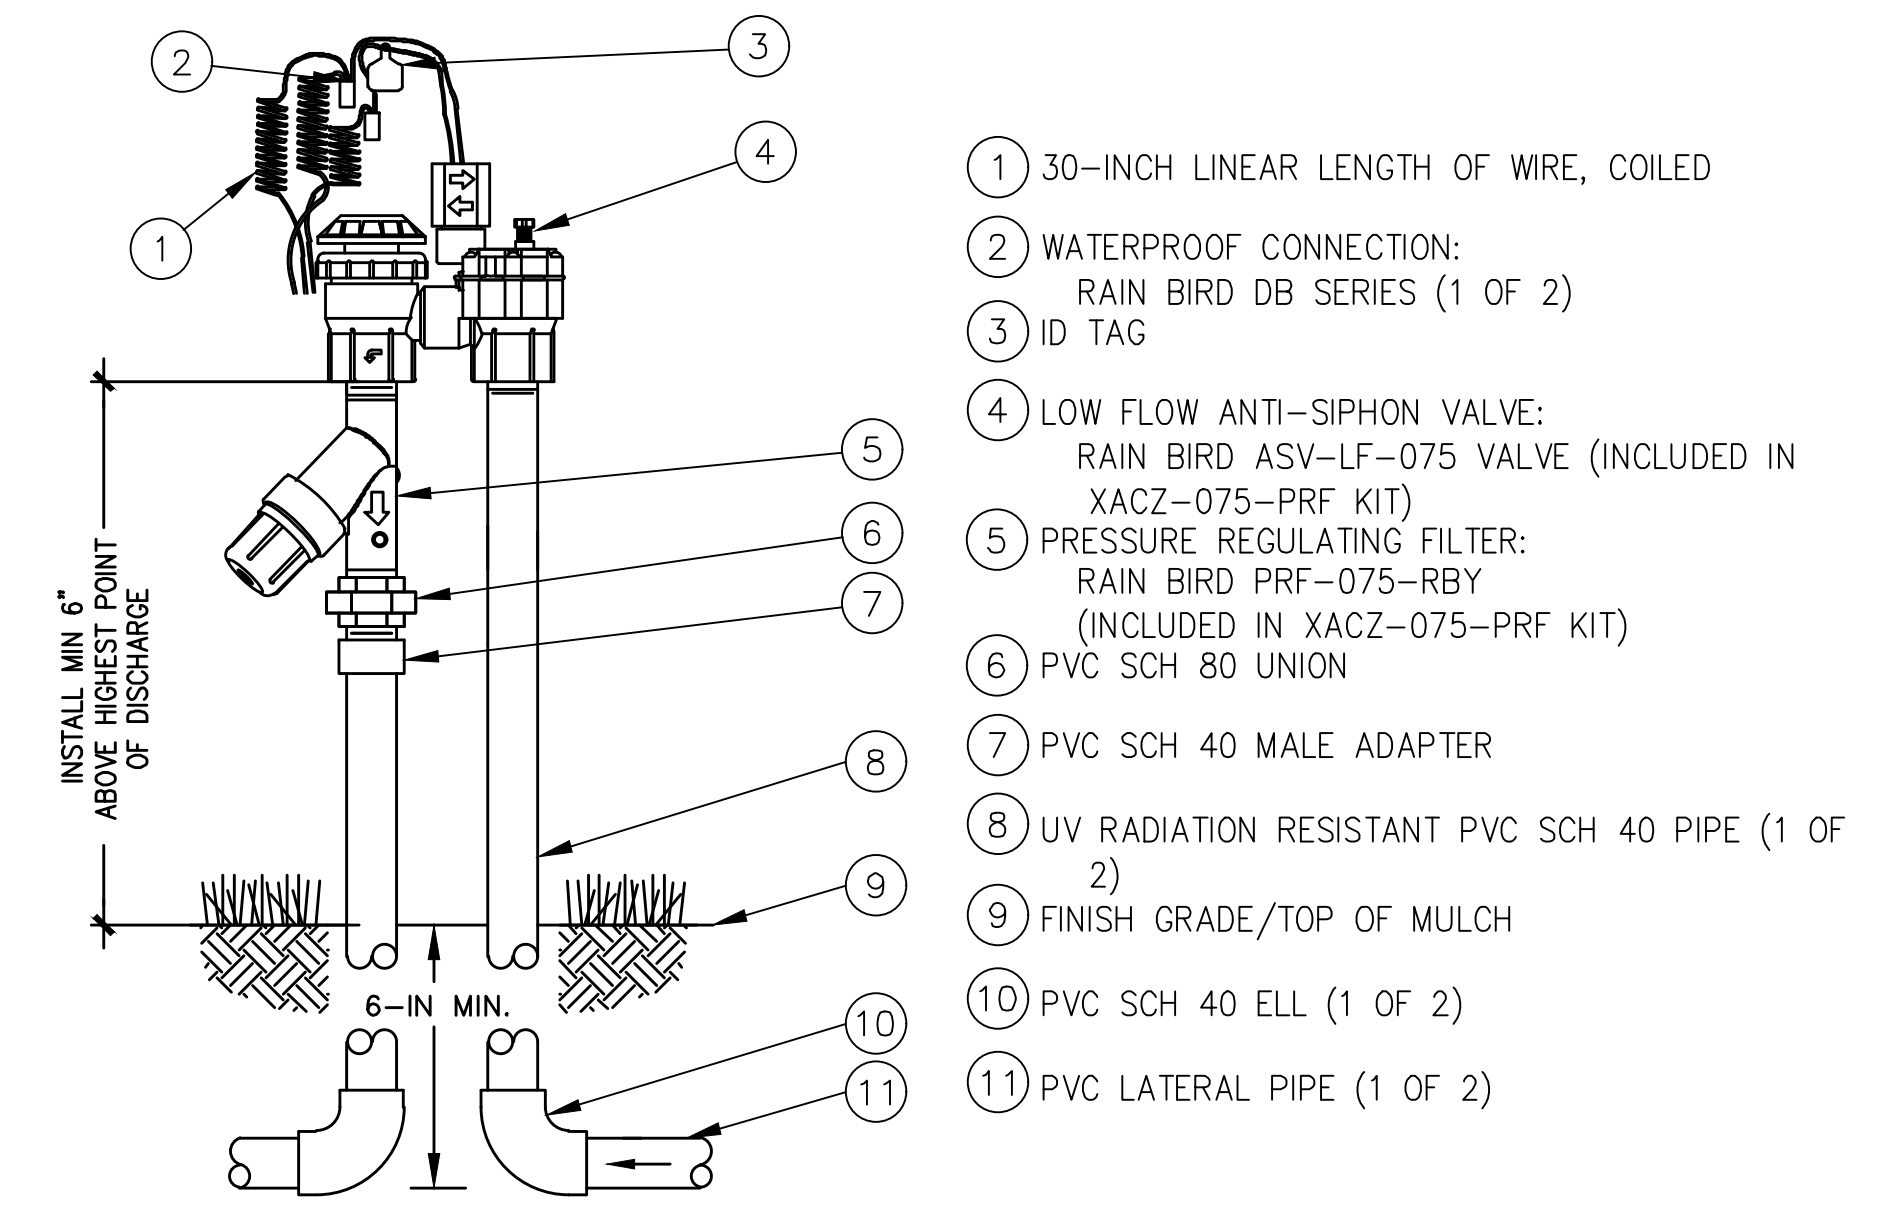 2
3
4
1
5
6
7
8
9
10
11
INSTALL MIN 6"
ABOVE HIGHEST POINT
OF DISCHARGE
6-IN MIN.
1 30-INCH LINEAR LENGTH OF WIRE, COILED
2 WATERPROOF CONNECTION:
RAIN BIRD DB SERIES (1 OF 2)
3 ID TAG
4 LOW FLOW ANTI-SIPHON VALVE:
RAIN BIRD ASV-LF-075 VALVE (INCLUDED IN
XACZ-075-PRF KIT)
5 PRESSURE REGULATING FILTER:
RAIN BIRD PRF-075-RBY
(INCLUDED IN XACZ-075-PRF KIT)
6 PVC SCH 80 UNION
7 PVC SCH 40 MALE ADAPTER
8 UV RADIATION RESISTANT PVC SCH 40 PIPE (1 OF
2)
9 FINISH GRADE/TOP OF MULCH
10 PVC SCH 40 ELL (1 OF 2)
11 PVC LATERAL PIPE (1 OF 2)